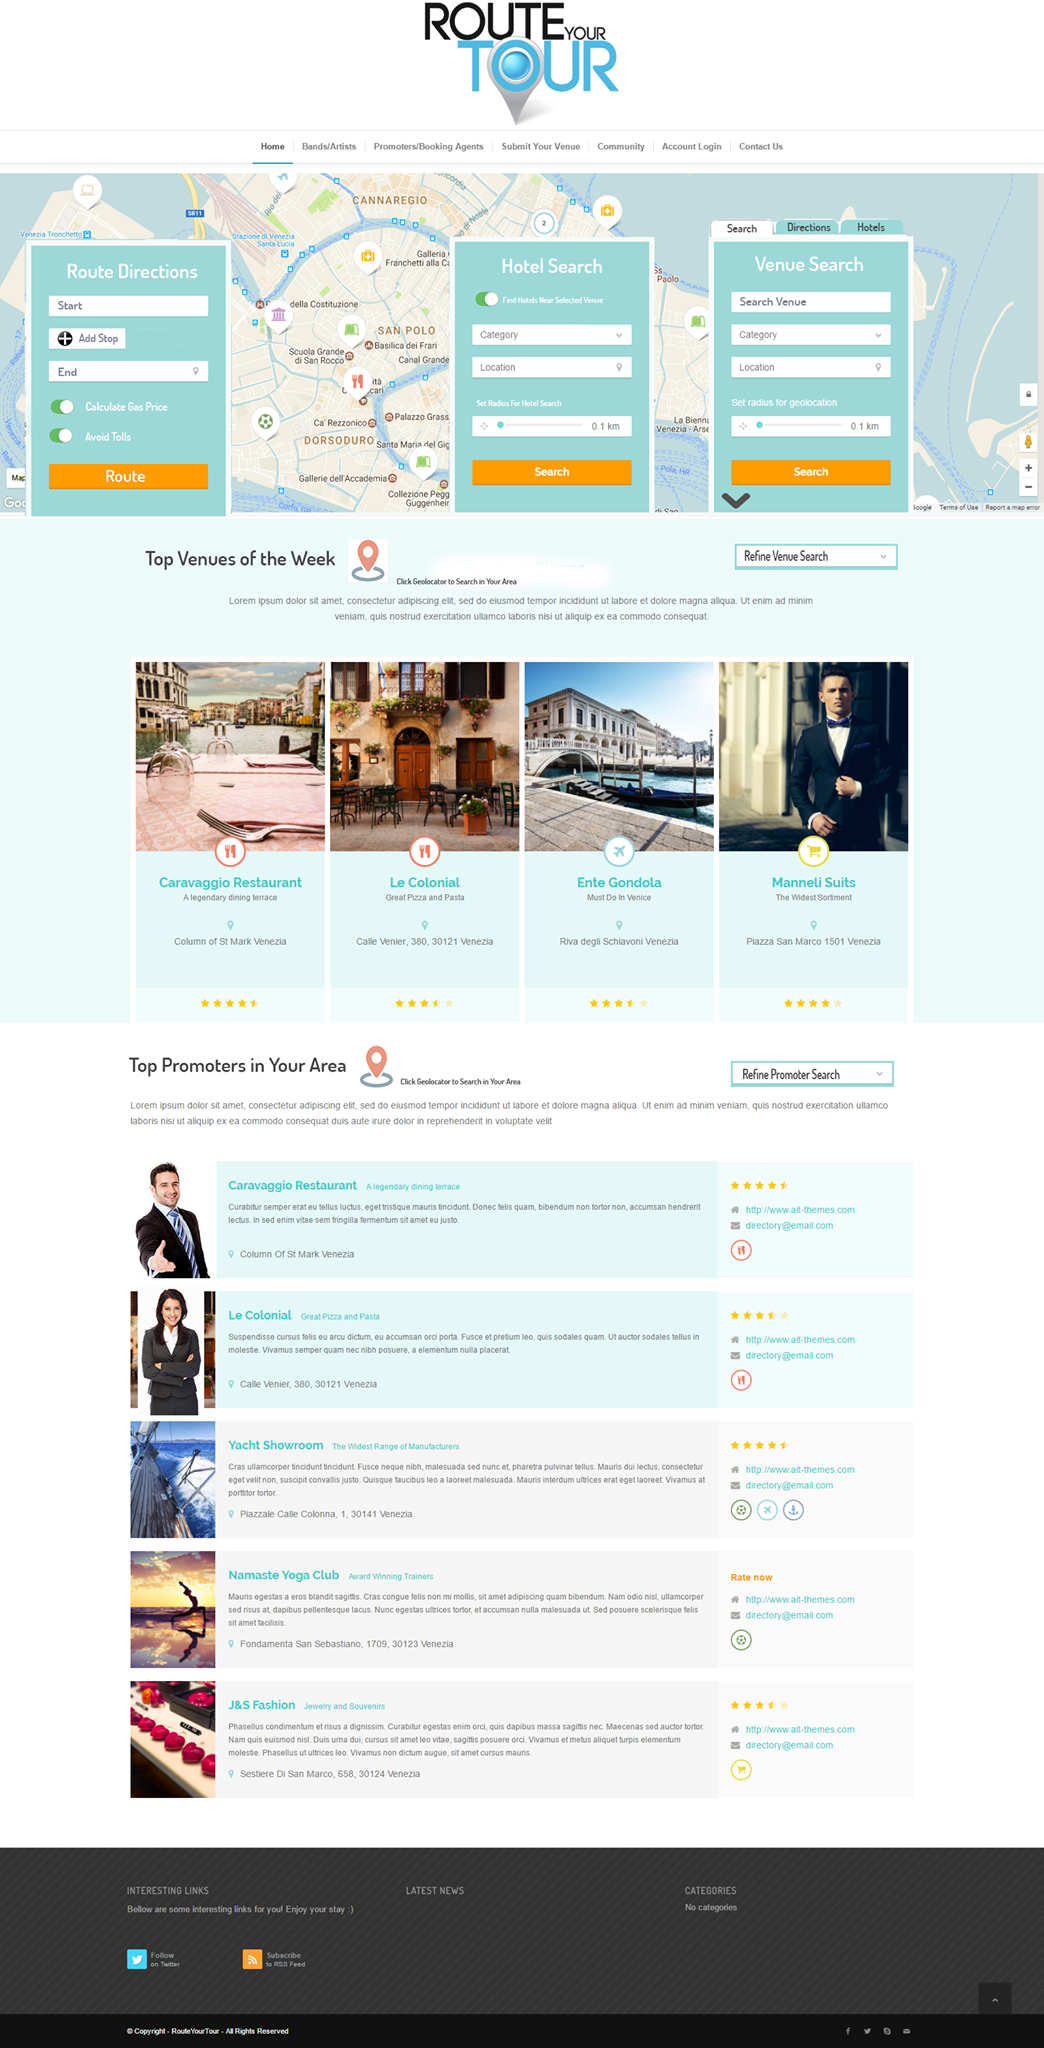 ROUTE YOUR
TOUR
Home
Bands/Artists
Promoters/Booking Agents
Submit Your Venue
Community
Account Login
Contact Us
CANNAREGIO
SR11
Venezia Tronchetto
Stazione di Venezia
Santa Lucia
Galleria
Franchetti alla Ca
2
Search
Directions
Hotels
Route Directions
Start
Add Stop
End
Calculate Gas Price
Avoid Tolls
Route
della Costituzione
SAN POLO
Basilica dei Frari
Scuola Grande
di San Rocco
Canal Grande
Ca' Rezzonico
Palazzo Grass
DORSODURO
Santa Maria del Gig
Gallerie dell'Accademia
Collezione Pegg
Guggenheim
Hotel Search
Find Hotels Near Selected Venue
Category
Location
Set Radius For Hotel Search
0.1 km
Search
Paolo
La Bienna
Venezia - Arse
Venue Search
Search Venue
Category
Location
Set radius for geolocation
0.1 km
Search
Map
Goo
Terms of Use
Report a map error
Top Venues of the Week
Click Geolocator to Search in Your Area
Refine Venue Search
Lorem ipsum dolor sit amet, consectetur adipiscing elit, sed do eiusmod tempor incididunt ut labore et dolore magna aliqua. Ut enim ad minim
veniam, quis nostrud exercitation ullamco laboris nisi ut aliquip ex ea commodo consequat.
Caravaggio Restaurant
A legendary dining terrace
Column of St Mark Venezia
Le Colonial
Great Pizza and Pasta
Calle Venier, 380, 30121 Venezia
Ente Gondola
Must Do In Venice
Riva degli Schiavoni Venezia
Manneli Suits
The Widest Sortiment
Piazza San Marco 1501 Venezia
Top Promoters in Your Area
Click Geolocator to Search in Your Area
Refine Promoter Search
Lorem ipsum dolor sit amet, consectetur adipiscing elit, sed do eiusmod tempor incididunt ut labore et dolore magna aliqua. Ut enim ad minim veniam, quis nostrud exercitation ullamco
laboris nisi ut aliquip ex ea commodo consequat duis aute irure dolor in reprehenderit in voluptate velit
Caravaggio Restaurant A legendary dining terrace
Curabitur semper erat eu tellus luctus, eget tristique mauris tincidunt. Donec felis quam, bibendum non tortor non, accumsan hendrerit
lectus. In sed enim vitae sem fringilla fermentum sit amet eu justo.
Column Of St Mark Venezia
http://www.ait-themes.com
directory@email.com
Le Colonial Great Pizza and Pasta
Suspendisse cursus felis eu arcu dictum, eu accumsan orci porta. Fusce et pretium leo, quis sodales quam. Ut auctor sodales tellus in
molestie. Vivamus semper quam nec nibh posuere, a elementum nulla placerat.
Calle Venier, 380, 30121 Venezia
http://www.ait-themes.com
directory@email.com
Yacht Showroom The Widest Range of Manufacturers
Cras ullamcorper tincidunt tincidunt. Fusce neque nibh, malesuada sed nunc et, pharetra pulvinar tellus. Mauris dui lectus, consectetur
eget velit non, suscipit convallis justo. Quisque faucibus leo a laoreet malesuada. Mauris interdum ultrices erat eget laoreet. Vivamus at
porttitor tortor.
Piazzale Calle Colonna, 1, 30141 Venezia
http://www.ait-themes.com
directory@email.com
Namaste Yoga Club Award Winning Trainers
Mauris egestas a eros blandit sagittis. Cras congue felis non mi mollis, sit amet adipiscing quam bibendum. Nam odio nisl, ullamcorper
sed risus at, dapibus pellentesque lacus. Nunc egestas ultrices tortor, et accumsan nulla malesuada ut. Sed posuere scelerisque felis
sit amet facilisis.
Fondamenta San Sebastiano, 1709, 30123 Venezia
Rate now
http://www.ait-themes.com
directory@email.com
J&S Fashion Jewelry and Souvenirs
Phasellus condimentum et risus a dignissim. Curabitur egestas enim orci, quis dapibus massa sagittis nec. Maecenas sed auctor tortor.
Nam quis euismod nisl. Duis urna dui, cursus sit amet leo vitae, sagittis posuere orci. Vivamus et metus aliquet turpis elementum
molestie. Phasellus ut ultrices leo. Vivamus non dictum augue, sit amet cursus mauris.
Sestiere Di San Marco, 658, 30124 Venezia
http://www.ait-themes.com
directory@email.com
INTERESTING LINKS
Bellow are some interesting links for you! Enjoy your stay :)
LATEST NEWS
CATEGORIES
No categories
Follow
on Twitter
Subscribe
to RSS Feed
© Copyright - RouteYourTour - All Rights Reserved